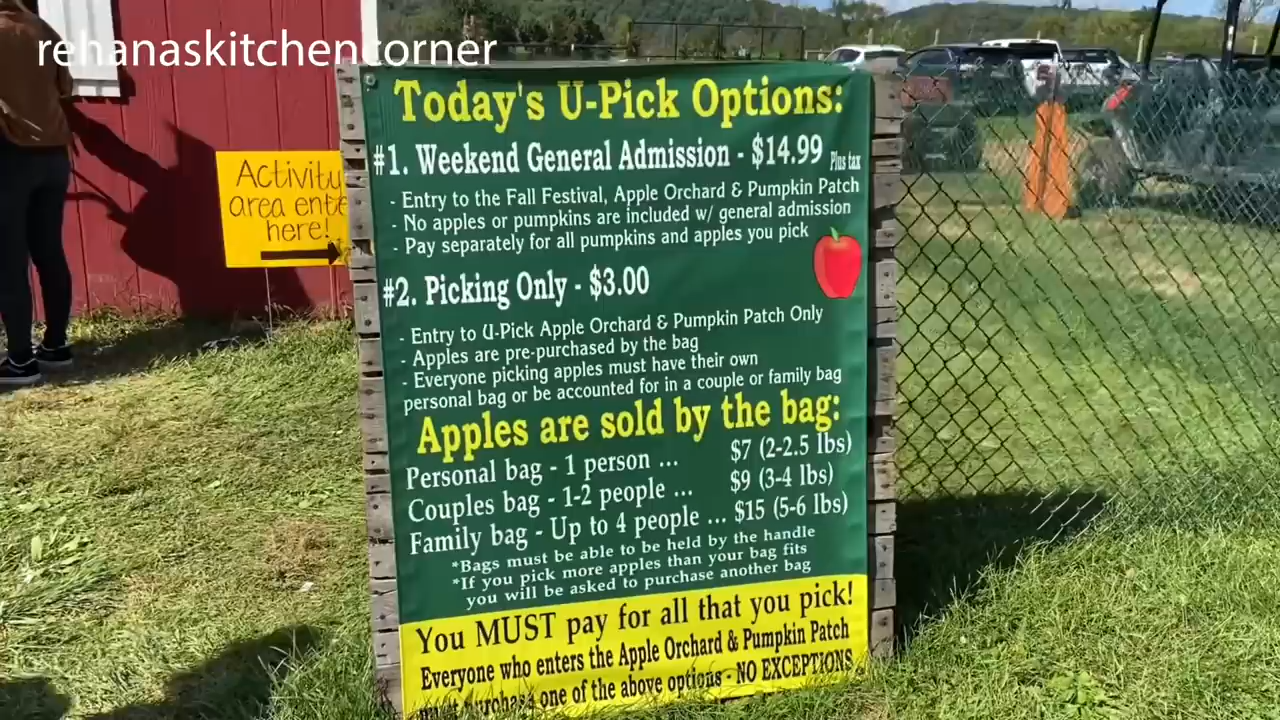 rehanaskitchencorner
Activity
area ente
here!
Today's U-Pick Options:
#1. Weekend General Admission - $14.99 Plus tax
- Entry to the Fall Festival, Apple Orchard & Pumpkin Patch
- No apples or pumpkins are included w/ general admission
- Pay separately for all pumpkins and apples you pick
#2. Picking Only - $3.00
- Entry to U-Pick Apple Orchard & Pumpkin Patch Only
- Apples are pre-purchased by the bag
- Everyone picking apples must have their own
personal bag or be accounted for in a couple or family bag
Apples are sold by the bag:
Personal bag - 1 person ... $7 (2-2.5 lbs)
Couples bag - 1-2 people ... $9 (3-4 lbs)
Family bag - Up to 4 people ... $15 (5-6 lbs)
*Bags must be able to be held by the handle
*If you pick more apples than your bag fits
you will be asked to purchase another bag
You MUST pay for all that you pick!
Everyone who enters the Apple Orchard & Pumpkin Patch
must purchase one of the above options - NO EXCEPTIONS